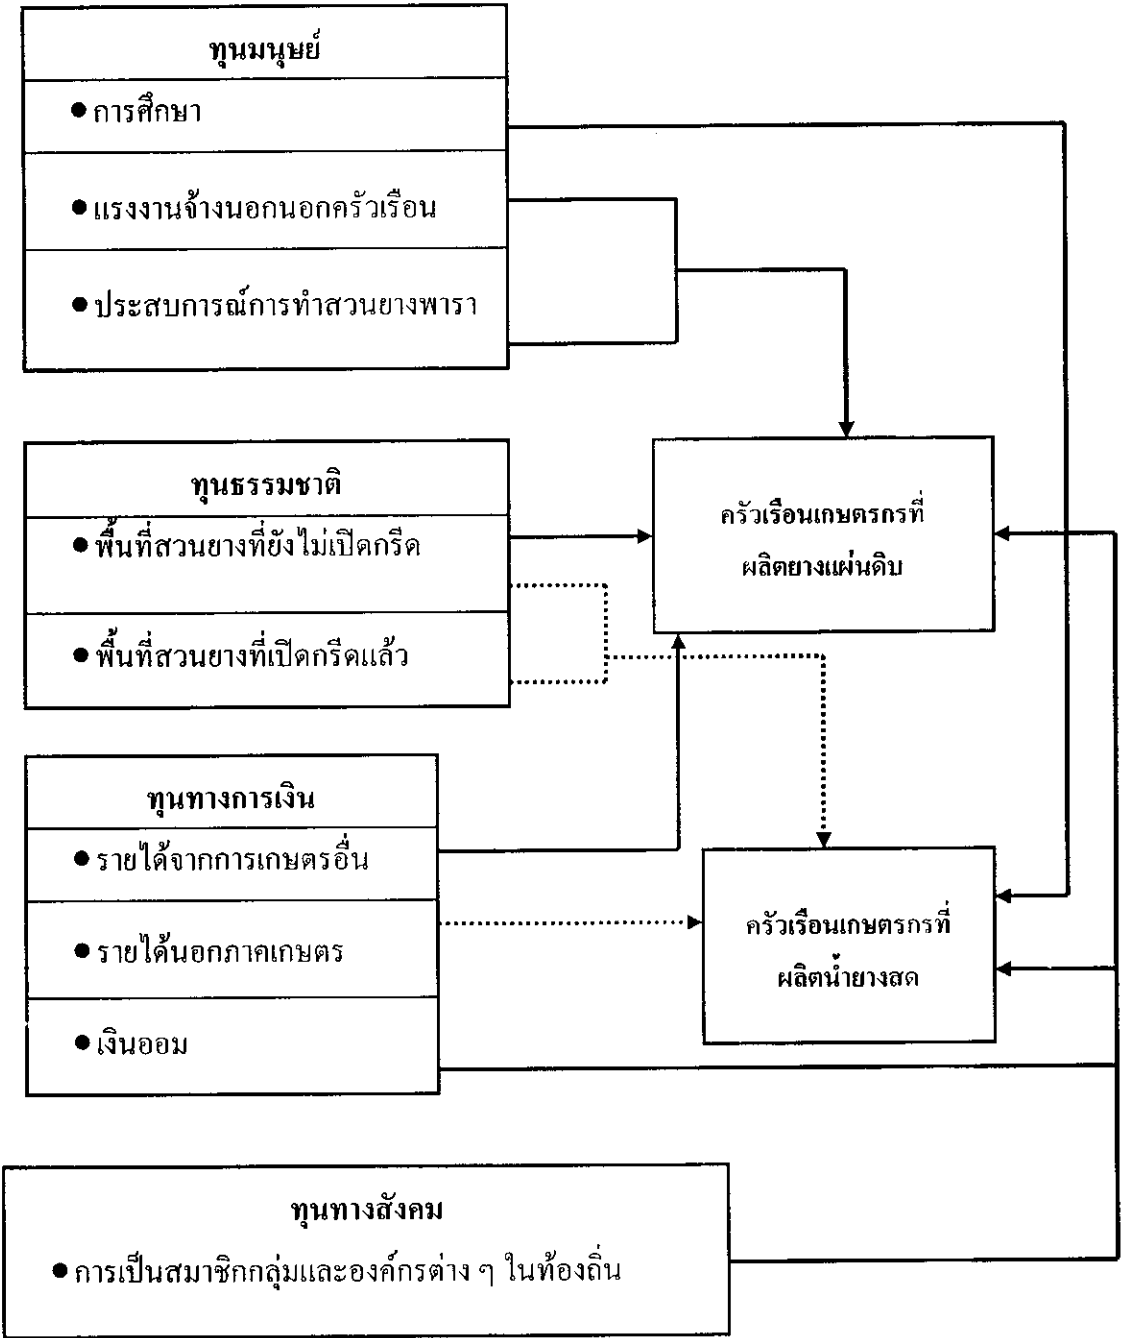 ทุนมนุษย์
● การศึกษา
● แรงงานจ้างนอกนอกครัวเรือน
● ประสบการณ์การทำสวนยางพารา
ทุนธรรมชาติ
● พื้นที่สวนยางที่ยังไม่เปิดกรีด
● พื้นที่สวนยางที่เปิดกรีดแล้ว
ครัวเรือนเกษตรกรที่
ผลิตยางแผ่นดิบ
ทุนทางการเงิน
● รายได้จากการเกษตรอื่น
● รายได้นอกภาคเกษตร
● เงินออม
ครัวเรือนเกษตรกรที่
ผลิตน้ำยางสด
ทุนทางสังคม
● การเป็นสมาชิกกลุ่มและองค์กรต่าง ๆ ในท้องถิ่น